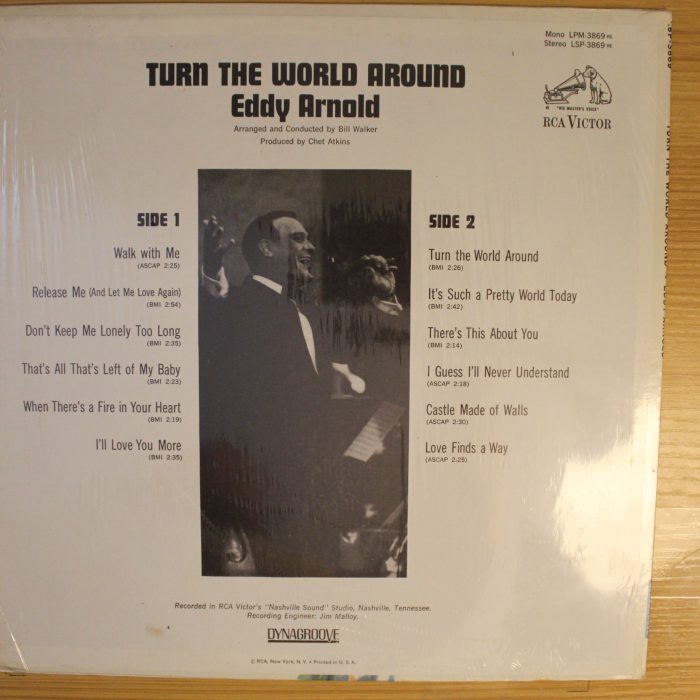 Mono LPM-3869 RE
Stereo LSP-3869 RE
TURN THE WORLD AROUND
Eddy Arnold
Arranged and Conducted by Bill Walker
Produced by Chet Atkins
"HIS MASTER'S VOICE"
RCA VICTOR
SIDE 1
Walk with Me
(ASCAP 2:25)
Release Me (And Let Me Love Again)
(BMI 2:54)
Don't Keep Me Lonely Too Long
(BMI 2:35)
That's All That's Left of My Baby
(BMI 2:23)
When There's a Fire in Your Heart
(BMI 2:19)
I'll Love You More
(BMI 2:35)
SIDE 2
Turn the World Around
(BMI 2:26)
It's Such a Pretty World Today
(BMI 2:42)
There's This About You
(BMI 2:14)
I Guess I'll Never Understand
(ASCAP 2:18)
Castle Made of Walls
(ASCAP 2:30)
Love Finds a Way
(ASCAP 2:25)
Recorded in RCA Victor's "Nashville Sound" Studio, Nashville, Tennessee.
Recording Engineer: Jim Malloy.
DYNAGROOVE
© RCA, New York, N.Y. • Printed in U.S.A.
TURN THE WORLD AROUND EDDY ARNOLD